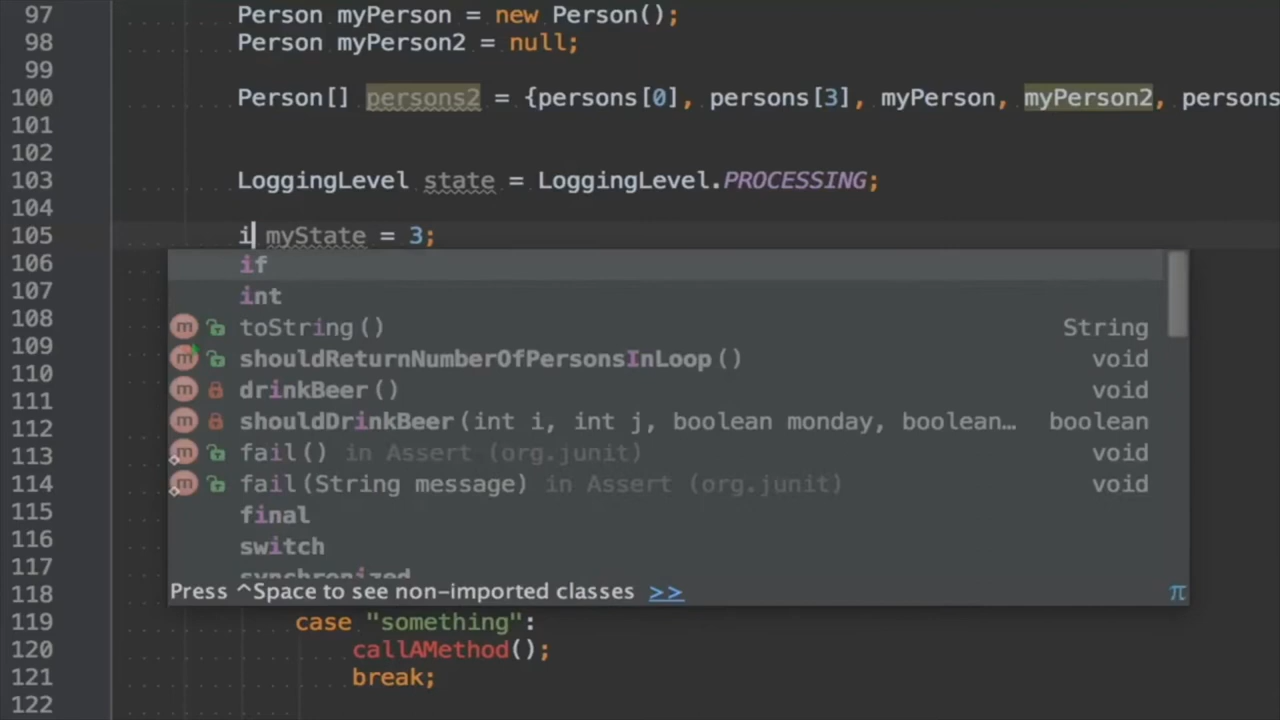 97 Person myPerson = new Person();
98 Person myPerson2 = null;
99
100 Person[] persons2 = {persons[0], persons[3], myPerson, myPerson2, persons
101
102
103 LoggingLevel state = LoggingLevel.PROCESSING;
104
105 i myState = 3;
106 if
107 int
108 toString() String
109 shouldReturnNumberOfPersonsInLoop() void
110 drinkBeer() void
111
112 shouldDrinkBeer(int i, int j, boolean monday, boolean… boolean
113 fail() in Assert (org.junit) void
114 fail(String message) in Assert (org.junit) void
115 final
116 switch
117 synchronized
118 Press ^Space to see non-imported classes >> π
119 case "something":
120 callAMethod();
121 break;
122